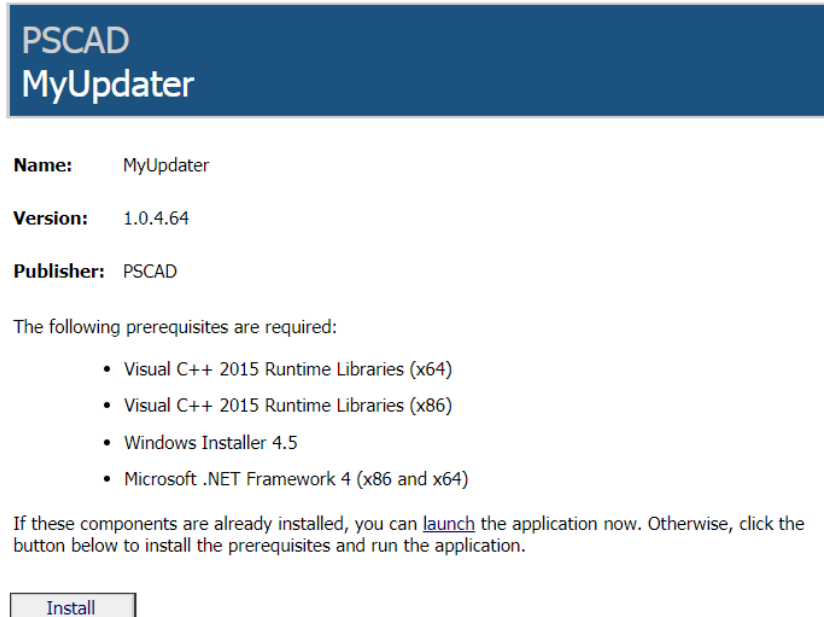 PSCAD
MyUpdater
Name: MyUpdater
Version: 1.0.4.64
Publisher: PSCAD
The following prerequisites are required:
• Visual C++ 2015 Runtime Libraries (x64)
• Visual C++ 2015 Runtime Libraries (x86)
• Windows Installer 4.5
• Microsoft .NET Framework 4 (x86 and x64)
If these components are already installed, you can launch the application now. Otherwise, click the
button below to install the prerequisites and run the application.
Install